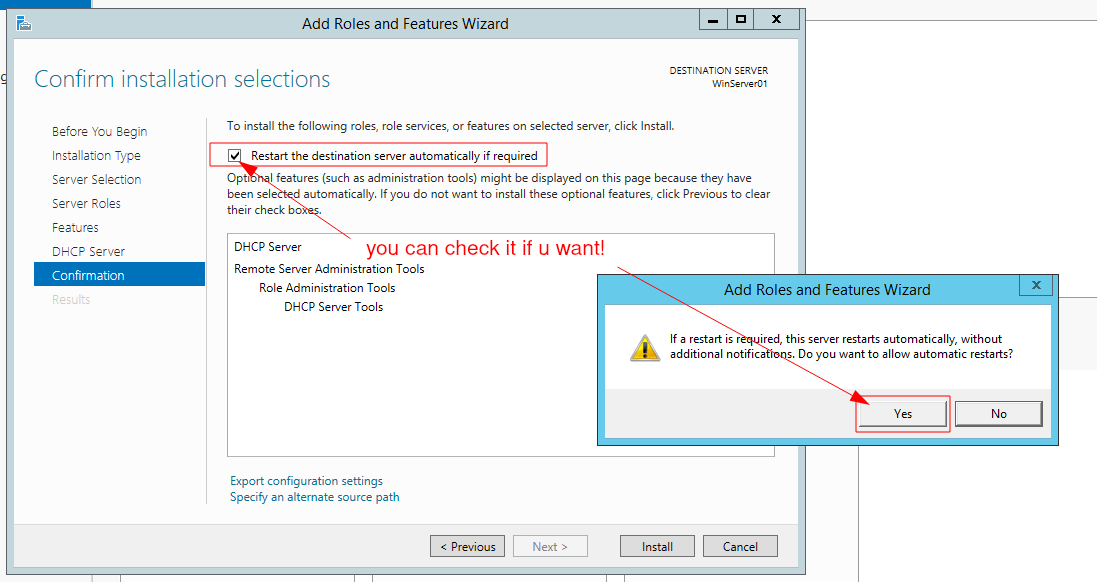 Add Roles and Features Wizard
Confirm installation selections
DESTINATION SERVER
WinServer01
Before You Begin
Installation Type
Server Selection
Server Roles
Features
DHCP Server
Confirmation
Results
To install the following roles, role services, or features on selected server, click Install.
Restart the destination server automatically if required
Optional features (such as administration tools) might be displayed on this page because they have
been selected automatically. If you do not want to install these optional features, click Previous to clear
their check boxes.
you can check it if u want!
DHCP Server
Remote Server Administration Tools
Role Administration Tools
DHCP Server Tools
Export configuration settings
Specify an alternate source path
< Previous
Next >
Install
Cancel
Add Roles and Features Wizard
If a restart is required, this server restarts automatically, without
additional notifications. Do you want to allow automatic restarts?
Yes
No